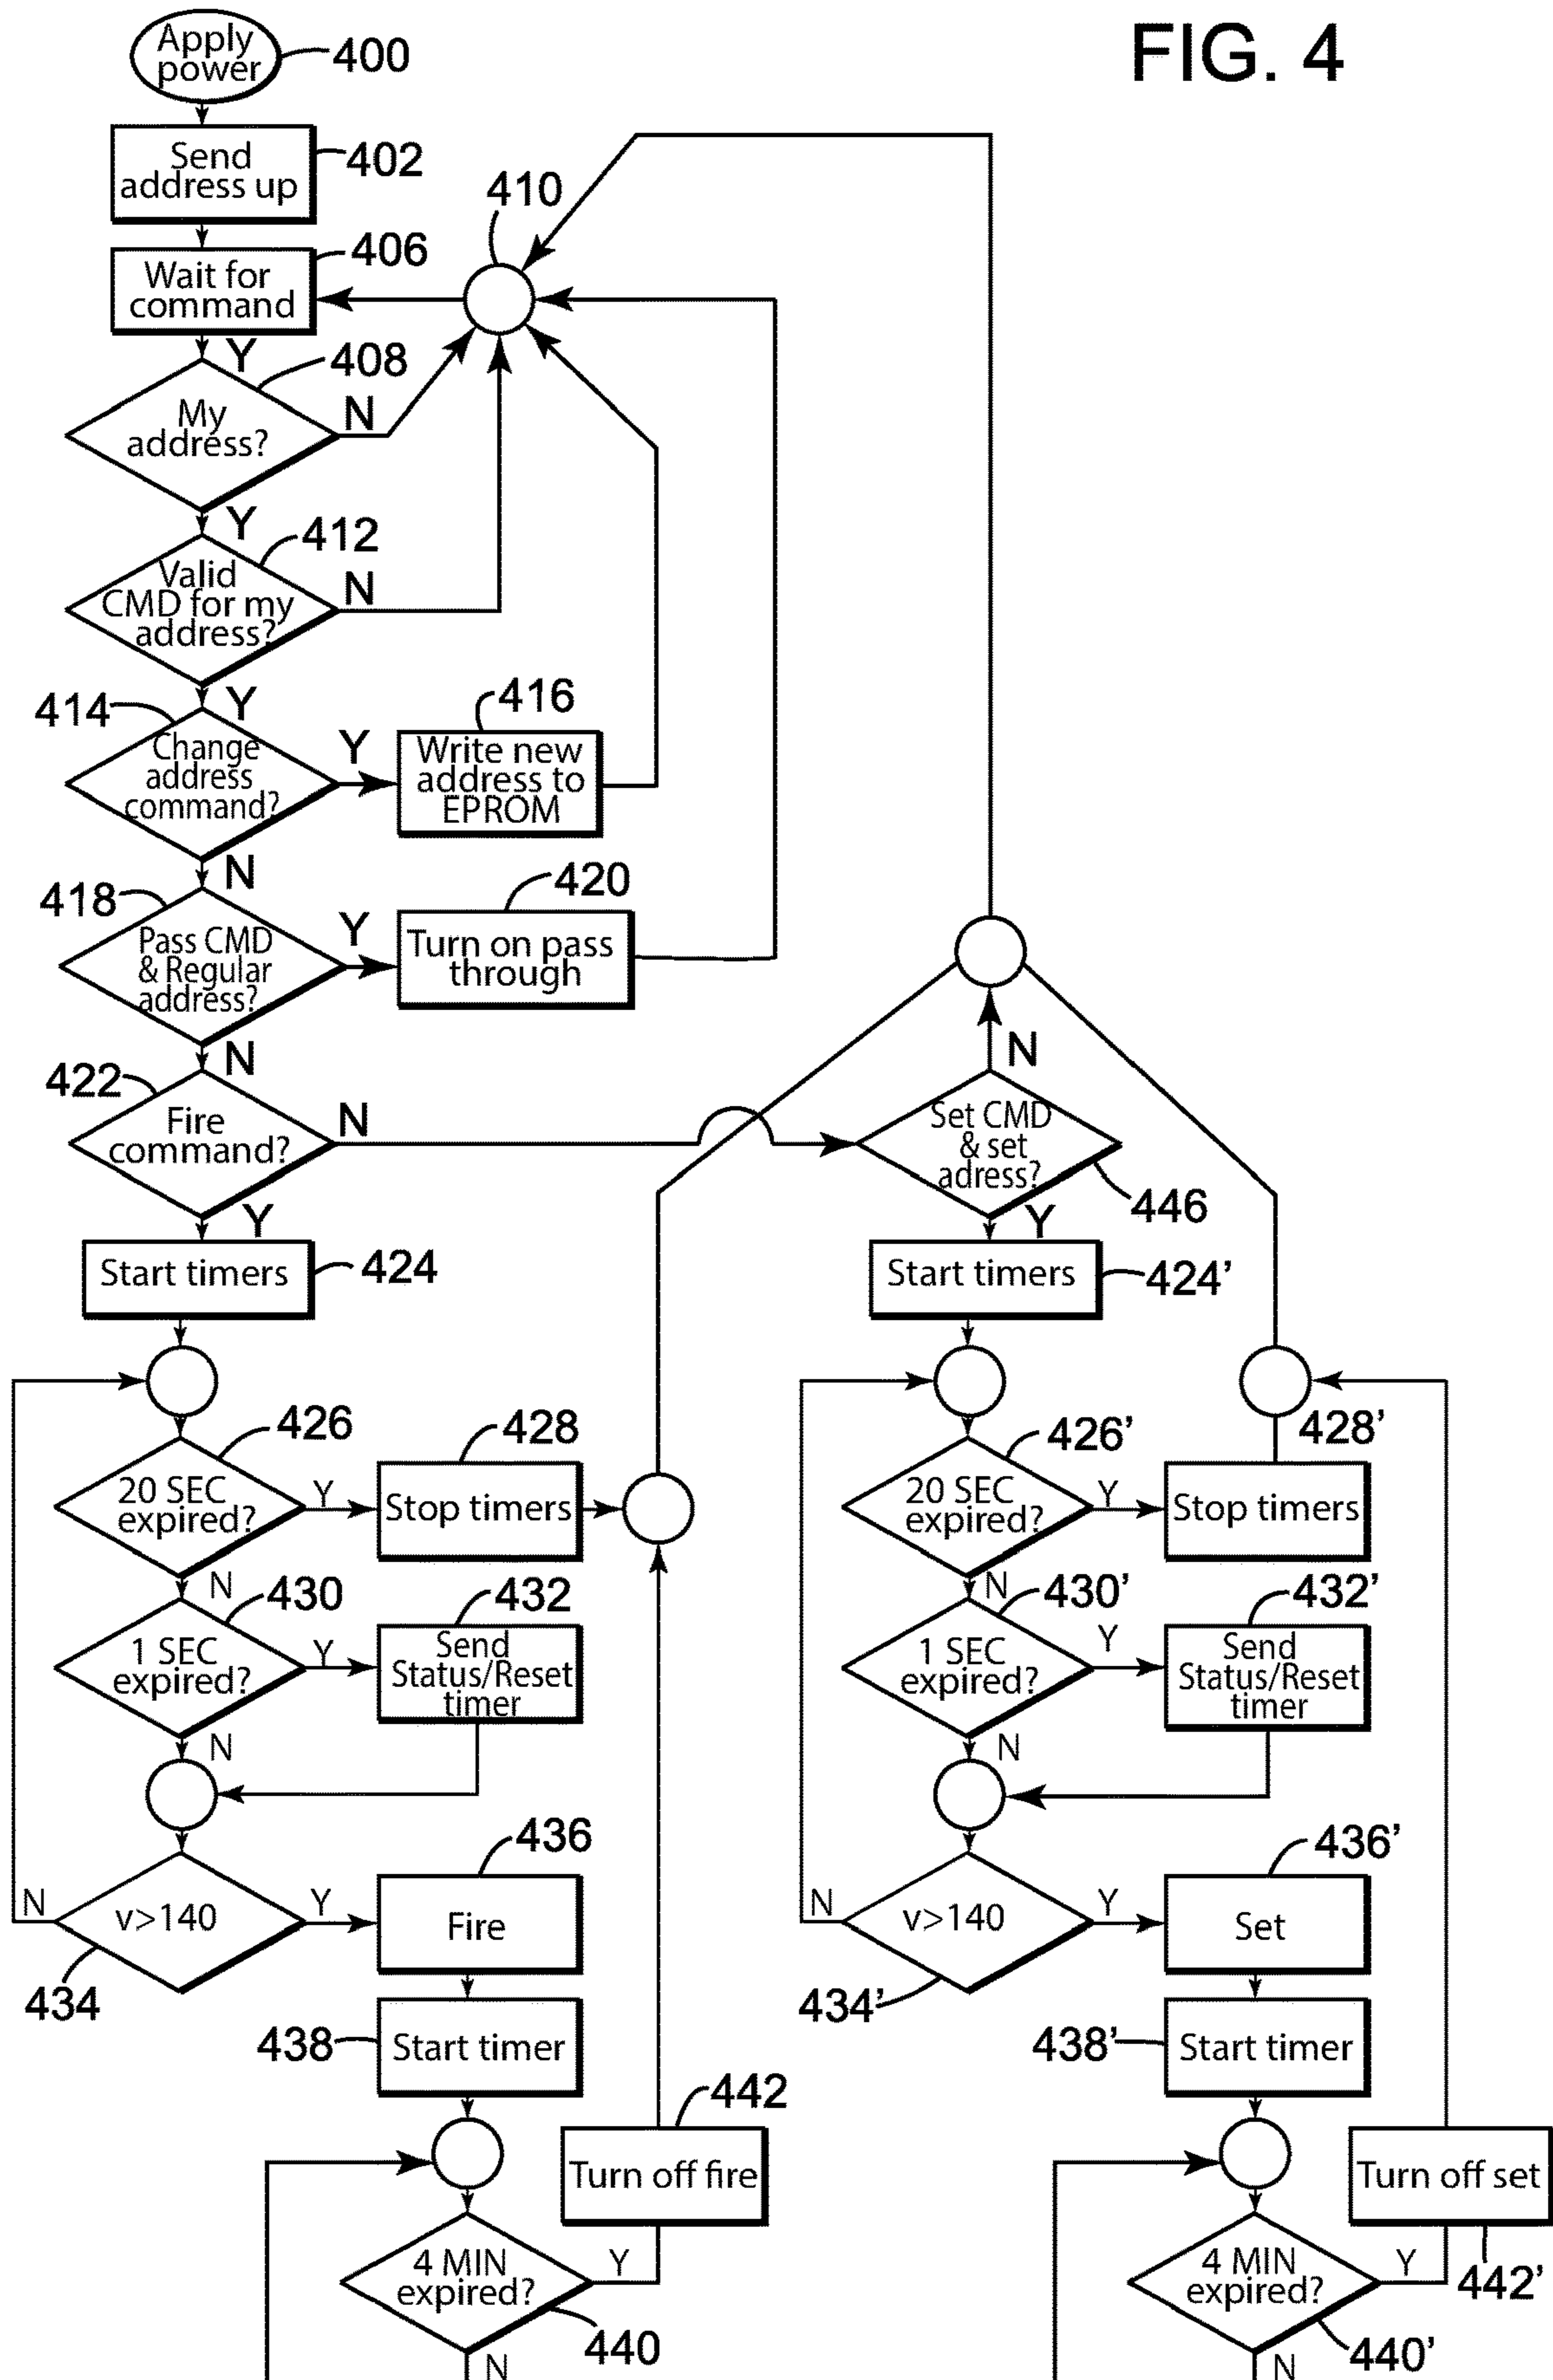 FIG. 4
Apply
power
400
Send
address up
402
410
Wait for
command
406
Y
408
My
address?
N
Y
412
Valid
CMD for my
address?
N
414
Y
Change
address
command?
Y
416
Write new
address to
EPROM
N
418
Pass CMD
& Regular
address?
Y
420
Turn on pass
through
N
422
Fire
command?
N
N
Set CMD
& set
adress?
446
Y
Start timers
424
Y
Start timers
424’
426
20 SEC
expired?
Y
428
Stop timers
426’
20 SEC
expired?
Y
428’
Stop timers
N
430
1 SEC
expired?
Y
432
Send
Status/Reset
timer
N
430’
1 SEC
expired?
Y
432’
Send
Status/Reset
timer
N
N
N
v>140
434
Y
436
Fire
N
v>140
434’
Y
436’
Set
438
Start timer
438’
Start timer
442
Turn off fire
Turn off set
442’
4 MIN
expired?
Y
440
N
4 MIN
expired?
Y
440’
N